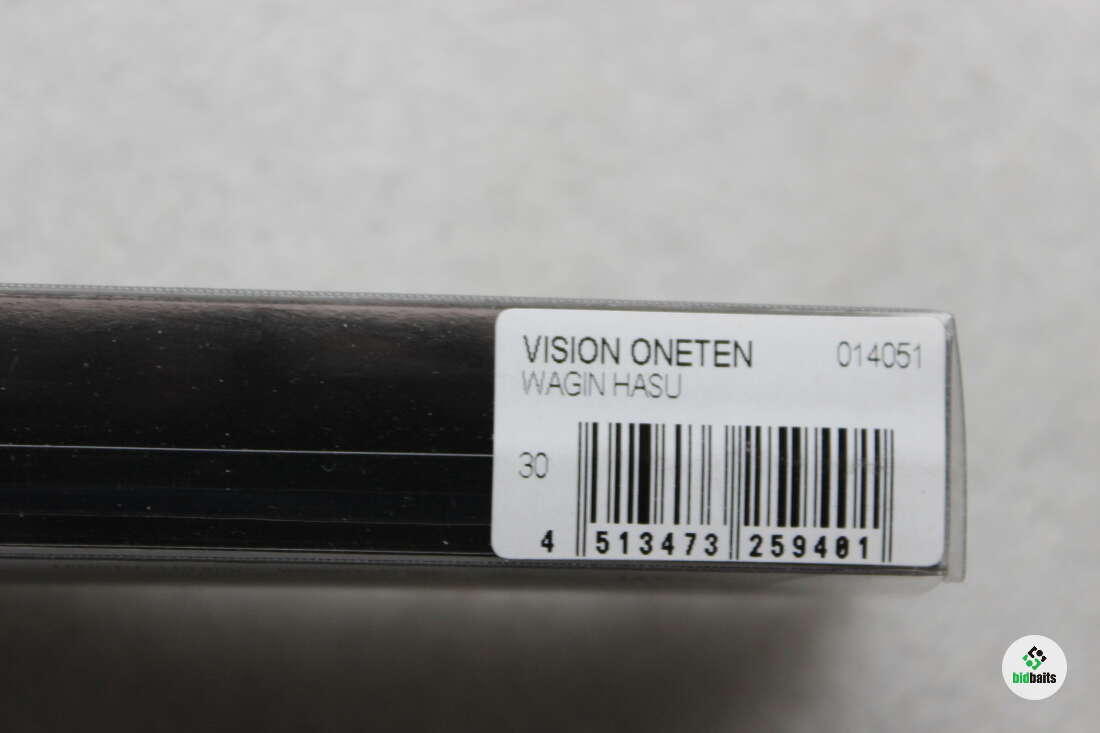 VISION ONETEN 014051
WAGIN HASU
30
4 513473 259401
bidbaits